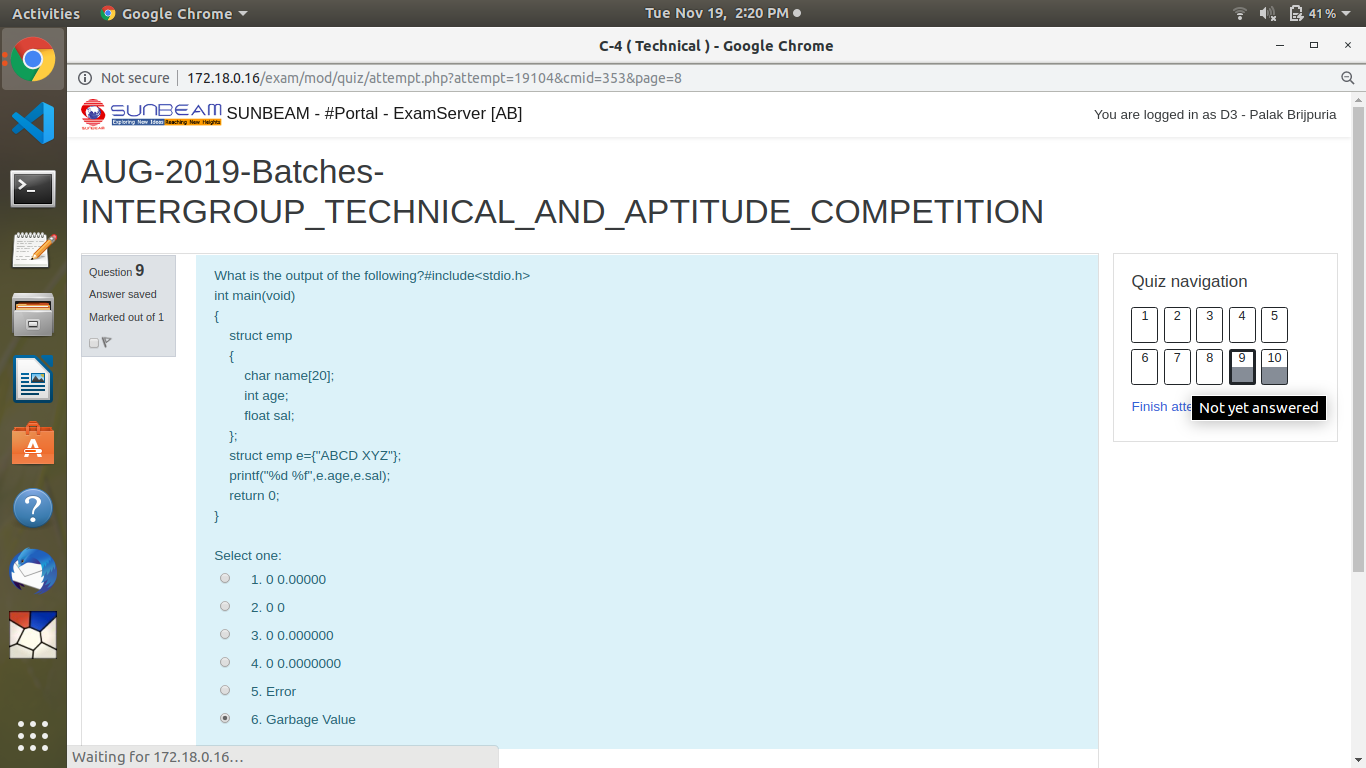 Activities
Google Chrome
Tue Nov 19, 2:20 PM
41%
C-4 ( Technical ) - Google Chrome
Not secure
172.18.0.16/exam/mod/quiz/attempt.php?attempt=19104&cmid=353&page=8
SUNBEAM
Exploring New Ideas Reaching New Heights
SUNBEAM
SUNBEAM - #Portal - ExamServer [AB]
You are logged in as D3 - Palak Brijpuria
AUG-2019-Batches-
INTERGROUP_TECHNICAL_AND_APTITUDE_COMPETITION
Question 9
Answer saved
Marked out of 1
What is the output of the following?#include<stdio.h>
int main(void)
{
struct emp
{
char name[20];
int age;
float sal;
};
struct emp e={"ABCD XYZ"};
printf("%d %f",e.age,e.sal);
return 0;
}
Select one:
1. 0 0.00000
2. 0 0
3. 0 0.000000
4. 0 0.0000000
5. Error
6. Garbage Value
Quiz navigation
1 2 3 4 5
6 7 8 9 10
Finish atte
Not yet answered
Waiting for 172.18.0.16…